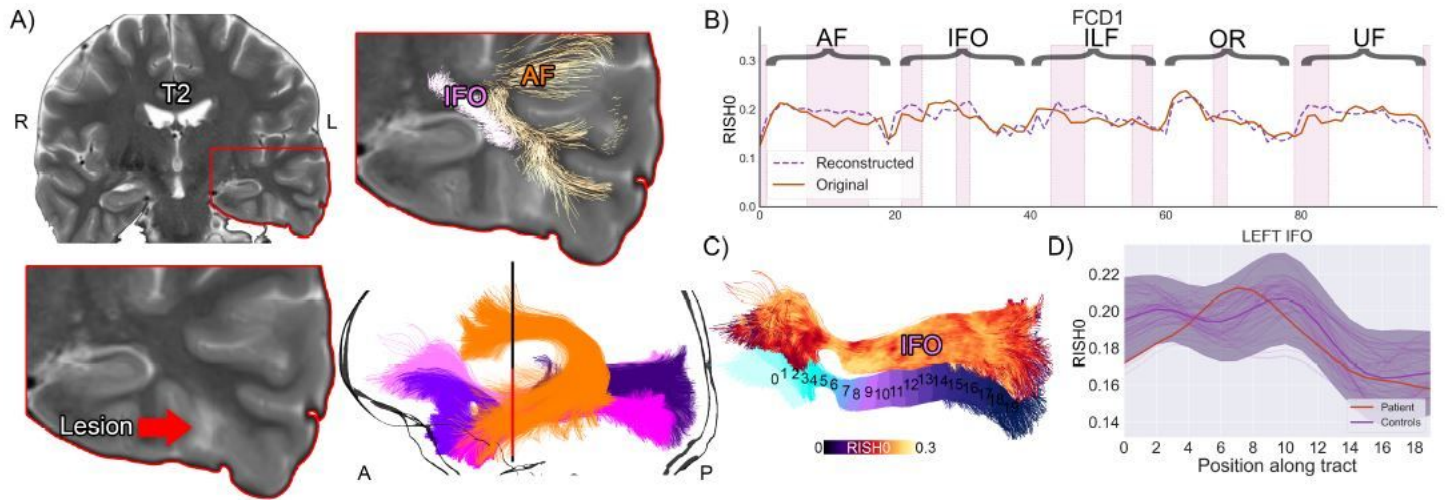 A)
T2
R
L
IFO
AF
Lesion
A
P
B)
FCD1
AF
IFO
ILF
OR
UF
RISH0
0.3
0.2
0.1
0.0
Reconstructed
Original
0
20
40
60
80
C)
IFO
0 1 2 3 4 5 6 7 8 9 10 11 12 13 14 15 16 17 18 19
0 RISH0 0.3
D)
LEFT IFO
RISH0
0.22
0.20
0.18
0.16
0.14
Patient
Controls
0 2 4 6 8 10 12 14 16 18
Position along tract